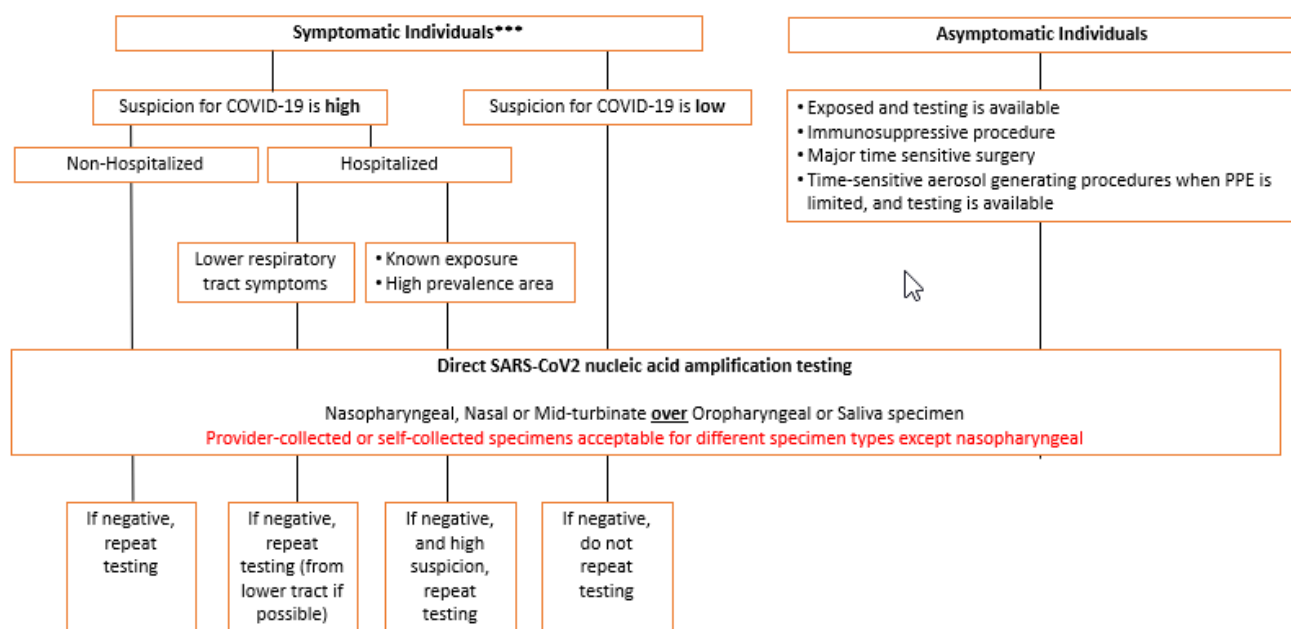 Symptomatic Individuals***
Asymptomatic Individuals
Suspicion for COVID-19 is high
Suspicion for COVID-19 is low
• Exposed and testing is available
• Immunosuppressive procedure
• Major time sensitive surgery
• Time-sensitive aerosol generating procedures when PPE is
limited, and testing is available
Non-Hospitalized
Hospitalized
Lower respiratory
tract symptoms
• Known exposure
• High prevalence area
Direct SARS-CoV2 nucleic acid amplification testing
Nasopharyngeal, Nasal or Mid-turbinate over Oropharyngeal or Saliva specimen
Provider-collected or self-collected specimens acceptable for different specimen types except nasopharyngeal
If negative,
repeat
testing
If negative,
repeat
testing (from
lower tract if
possible)
If negative,
and high
suspicion,
repeat
testing
If negative,
do not
repeat
testing